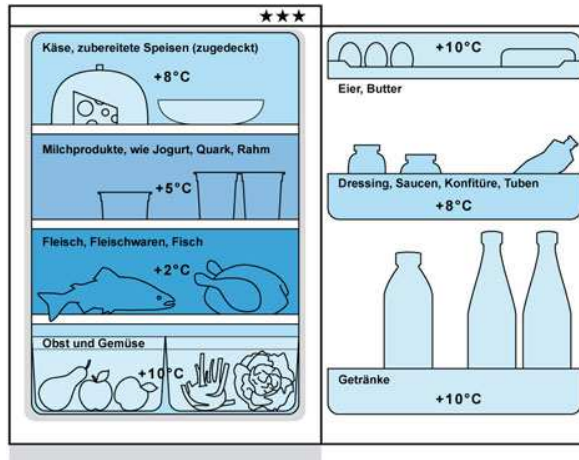 ★★★
Käse, zubereitete Speisen (zugedeckt)
+8°C
Milchprodukte, wie Jogurt, Quark, Rahm
+5°C
Fleisch, Fleischwaren, Fisch
+2°C
Obst und Gemüse
+10°C
+10°C
Eier, Butter
Dressing, Saucen, Konfitüre, Tuben
+8°C
Getränke
+10°C